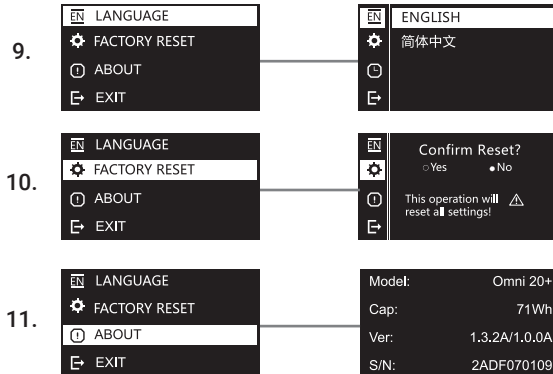 9.
EN LANGUAGE
FACTORY RESET
ABOUT
EXIT
EN ENGLISH
简体中文
10.
EN LANGUAGE
FACTORY RESET
ABOUT
EXIT
EN
Confirm Reset?
Yes No
This operation will
reset all settings!
11.
EN LANGUAGE
FACTORY RESET
ABOUT
EXIT
Model: Omni 20+
Cap: 71Wh
Ver: 1.3.2A/1.0.0A
S/N: 2ADF070109